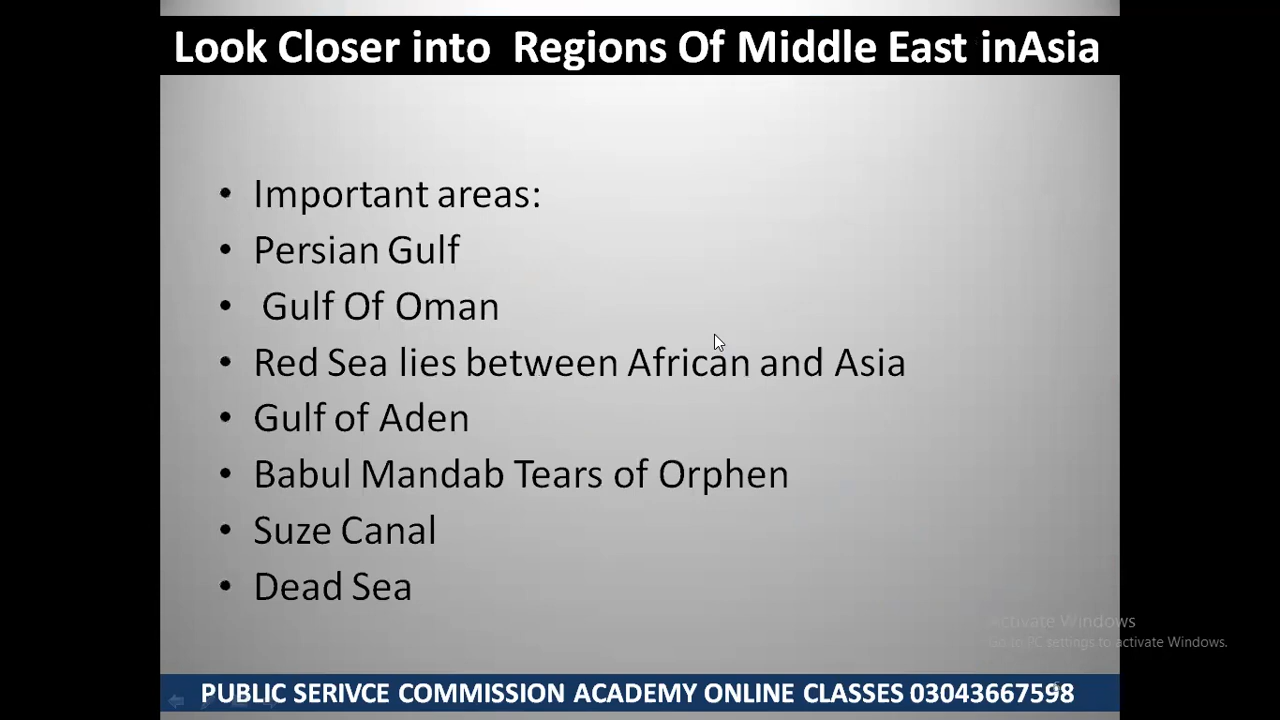 Look Closer into Regions Of Middle East inAsia
• Important areas:
• Persian Gulf
• Gulf Of Oman
• Red Sea lies between African and Asia
• Gulf of Aden
• Babul Mandab Tears of Orphen
• Suze Canal
• Dead Sea
Activate Windows
Go to PC settings to activate Windows.
PUBLIC SERIVCE COMMISSION ACADEMY ONLINE CLASSES 03043667598